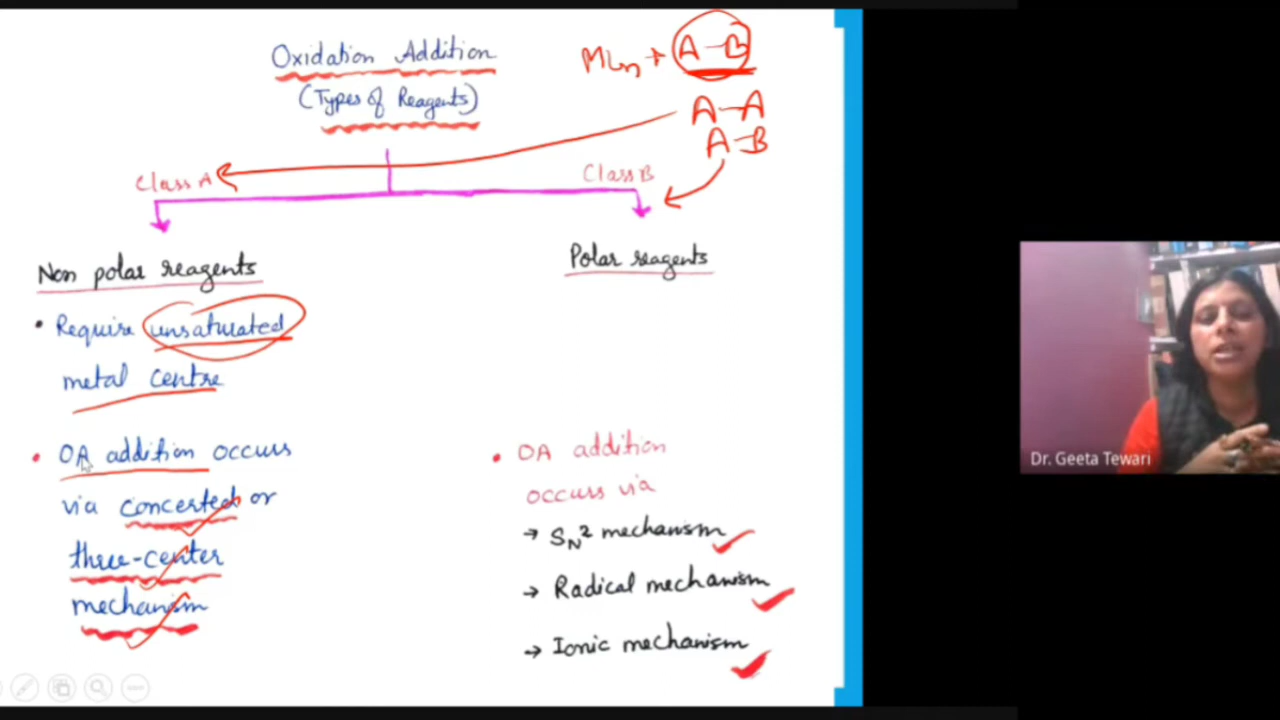 Oxidation Addition
(Types of Reagents)
MLn + A-B
A-A
A-B
Class A
Class B
Non polar reagents
• Require unsaturated
metal centre
• OA addition occurs
via concerted or
three-center
mechanism
Polar reagents
• OA addition
occurs via
→ SN2 mechanism
→ Radical mechanism
→ Ionic mechanism
Dr. Geeta Tewari